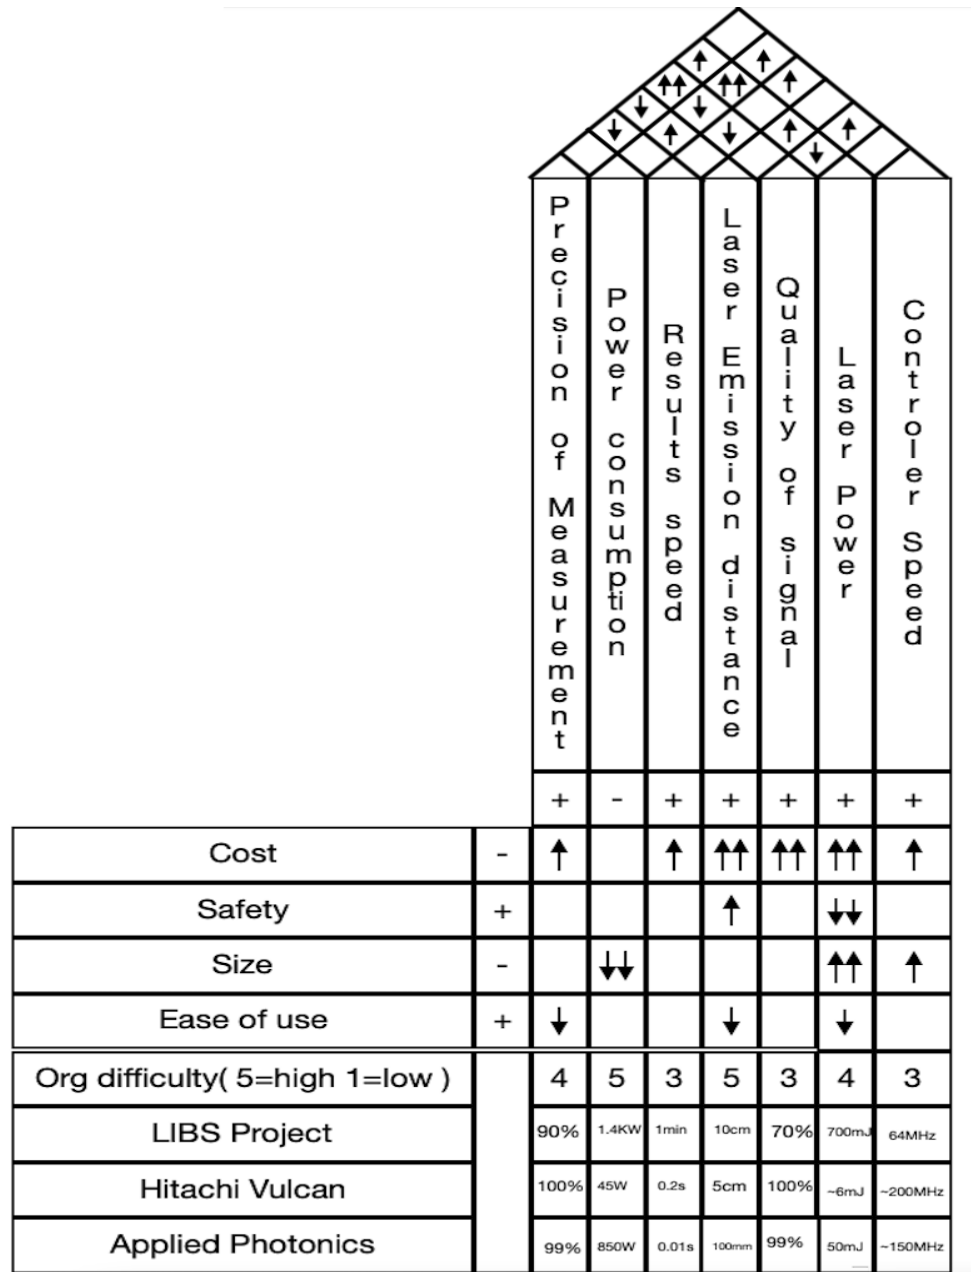 Precision of Measurement
Power consumption
Results speed
Laser Emission distance
Quality of signal
Laser Power
Controler Speed
+ - + + + + +
Cost - ↑ ↑ ↑↑ ↑↑ ↑↑ ↑
Safety + ↑ ↓↓
Size - ↓↓ ↑↑ ↑
Ease of use + ↓ ↓ ↓
Org difficulty( 5=high 1=low ) 4 5 3 5 3 4 3
LIBS Project 90% 1.4KW 1min 10cm 70% 700mJ 64MHz
Hitachi Vulcan 100% 45W 0.2s 5cm 100% ~6mJ ~200MHz
Applied Photonics 99% 850W 0.01s 100mm 99% 50mJ ~150MHz